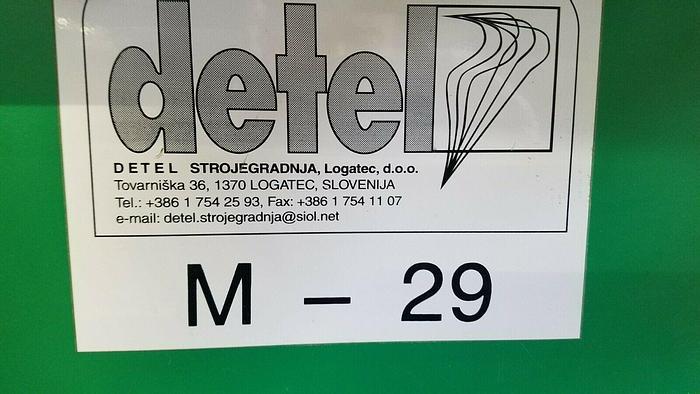 detel
DETEL STROJEGRADNJA, Logatec, d.o.o.
Tovarniška 36, 1370 LOGATEC, SLOVENIJA
Tel.: +386 1 754 25 93, Fax: +386 1 754 11 07
e-mail: detel.strojegradnja@siol.net
M – 29